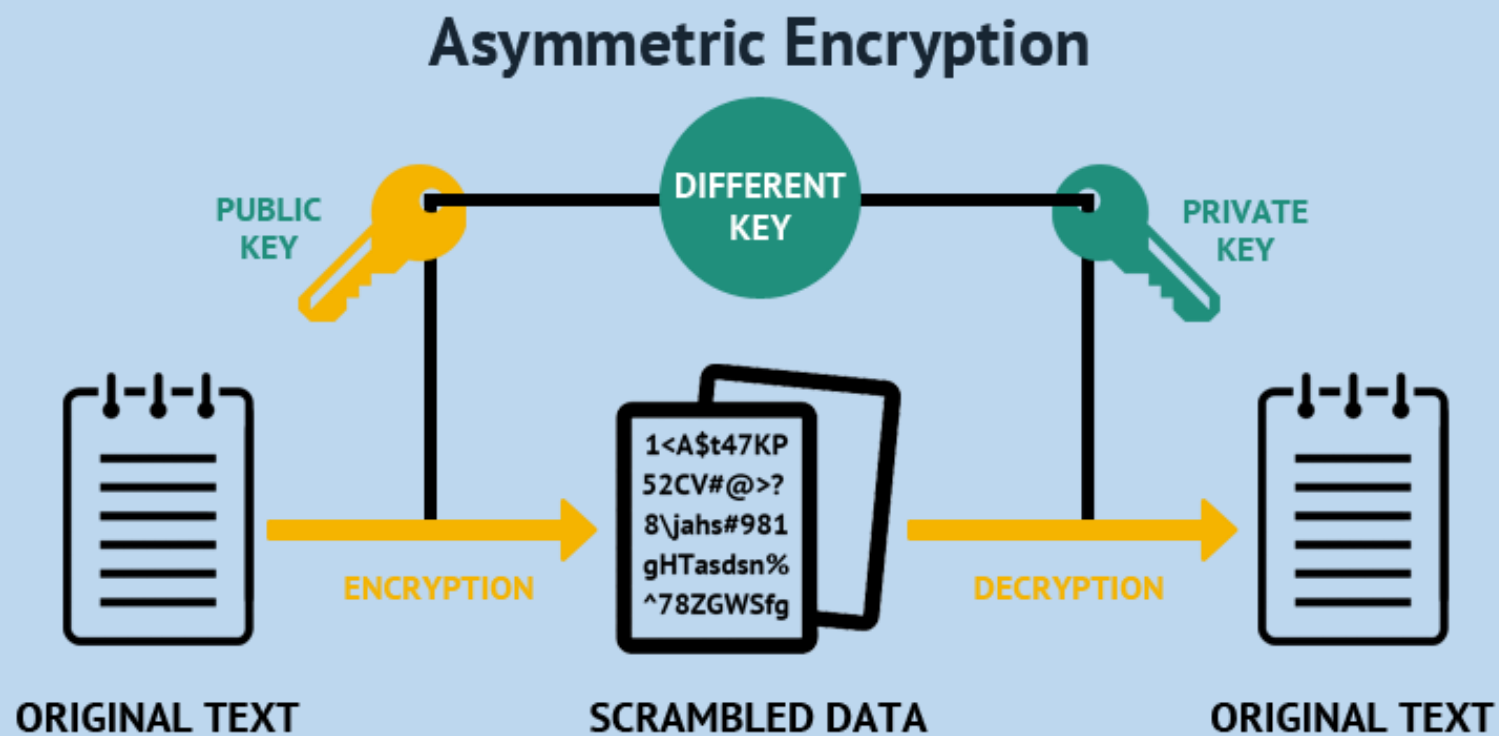 Asymmetric Encryption
PUBLIC
KEY
DIFFERENT
KEY
PRIVATE
KEY
1<A$t47KP
52CV#@>?
8\jahs#981
gHTasdsn%
^78ZGWSfg
ENCRYPTION
DECRYPTION
ORIGINAL TEXT
SCRAMBLED DATA
ORIGINAL TEXT